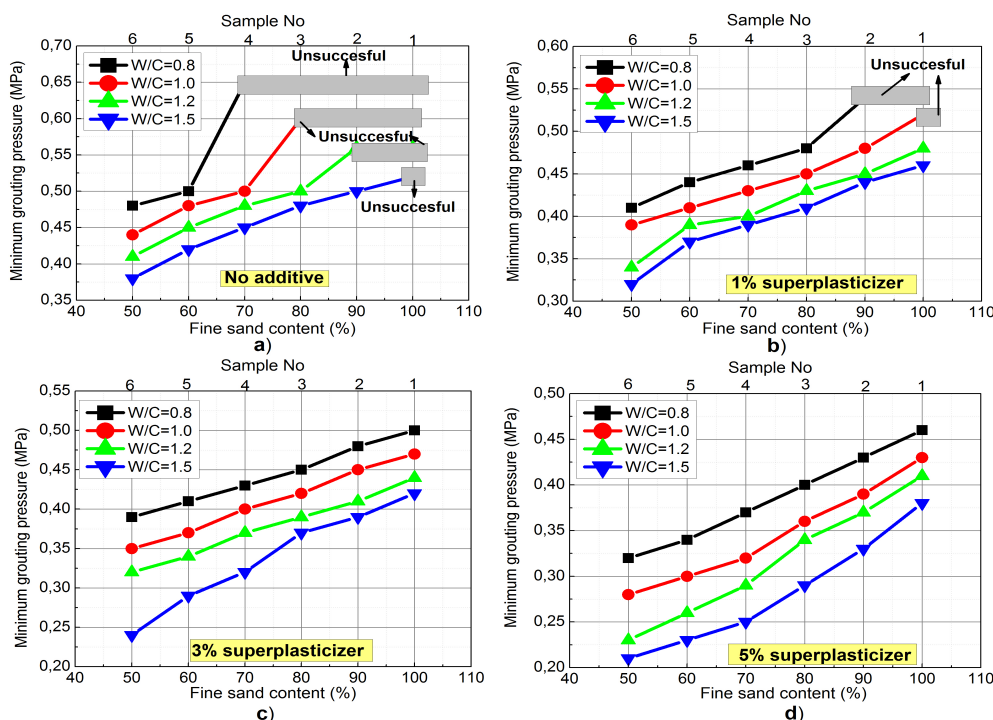 Sample No
6 5 4 3 2 1
0,70
0,65
0,60
0,55
0,50
0,45
0,40
0,35
Minimum grouting pressure (MPa)
W/C=0.8
W/C=1.0
W/C=1.2
W/C=1.5
Unsuccesful
Unsuccesful
Unsuccesful
No additive
40 50 60 70 80 90 100 110
Fine sand content (%)
a)
Sample No
6 5 4 3 2 1
0,60
0,55
0,50
0,45
0,40
0,35
0,30
Minimum grouting pressure (MPa)
W/C=0.8
W/C=1.0
W/C=1.2
W/C=1.5
Unsuccesful
1% superplasticizer
40 50 60 70 80 90 100 110
Fine sand content (%)
b)
Sample No
6 5 4 3 2 1
0,55
0,50
0,45
0,40
0,35
0,30
0,25
0,20
Minimum grouting pressure (MPa)
W/C=0.8
W/C=1.0
W/C=1.2
W/C=1.5
3% superplasticizer
40 50 60 70 80 90 100 110
Fine sand content (%)
c)
Sample No
6 5 4 3 2 1
0,50
0,45
0,40
0,35
0,30
0,25
0,20
Minimum grouting pressure (MPa)
W/C=0.8
W/C=1.0
W/C=1.2
W/C=1.5
5% superplasticizer
40 50 60 70 80 90 100 110
Fine sand content (%)
d)